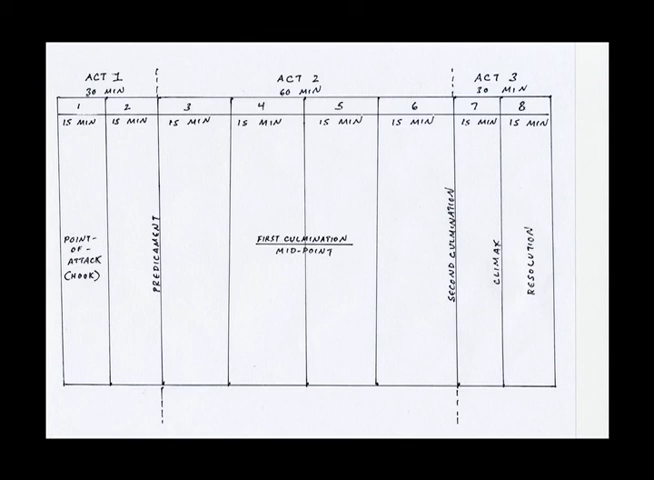 ACT 1
30 MIN
ACT 2
60 MIN
ACT 3
30 MIN
1
2
3
4
5
6
7
8
15 MIN
15 MIN
15 MIN
15 MIN
15 MIN
15 MIN
15 MIN
15 MIN
POINT-
OF-
ATTACK
(HOOK)
PREDICAMENT
FIRST CULMINATION
MID-POINT
SECOND CULMINATION
CLIMAX
RESOLUTION